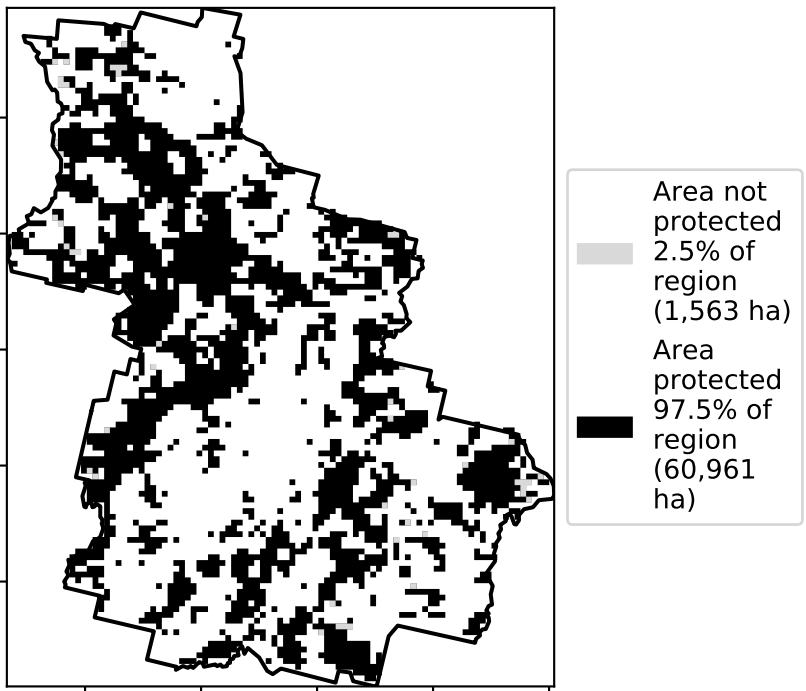 Area not
protected
2.5% of
region
(1,563 ha)
Area
protected
97.5% of
region
(60,961
ha)